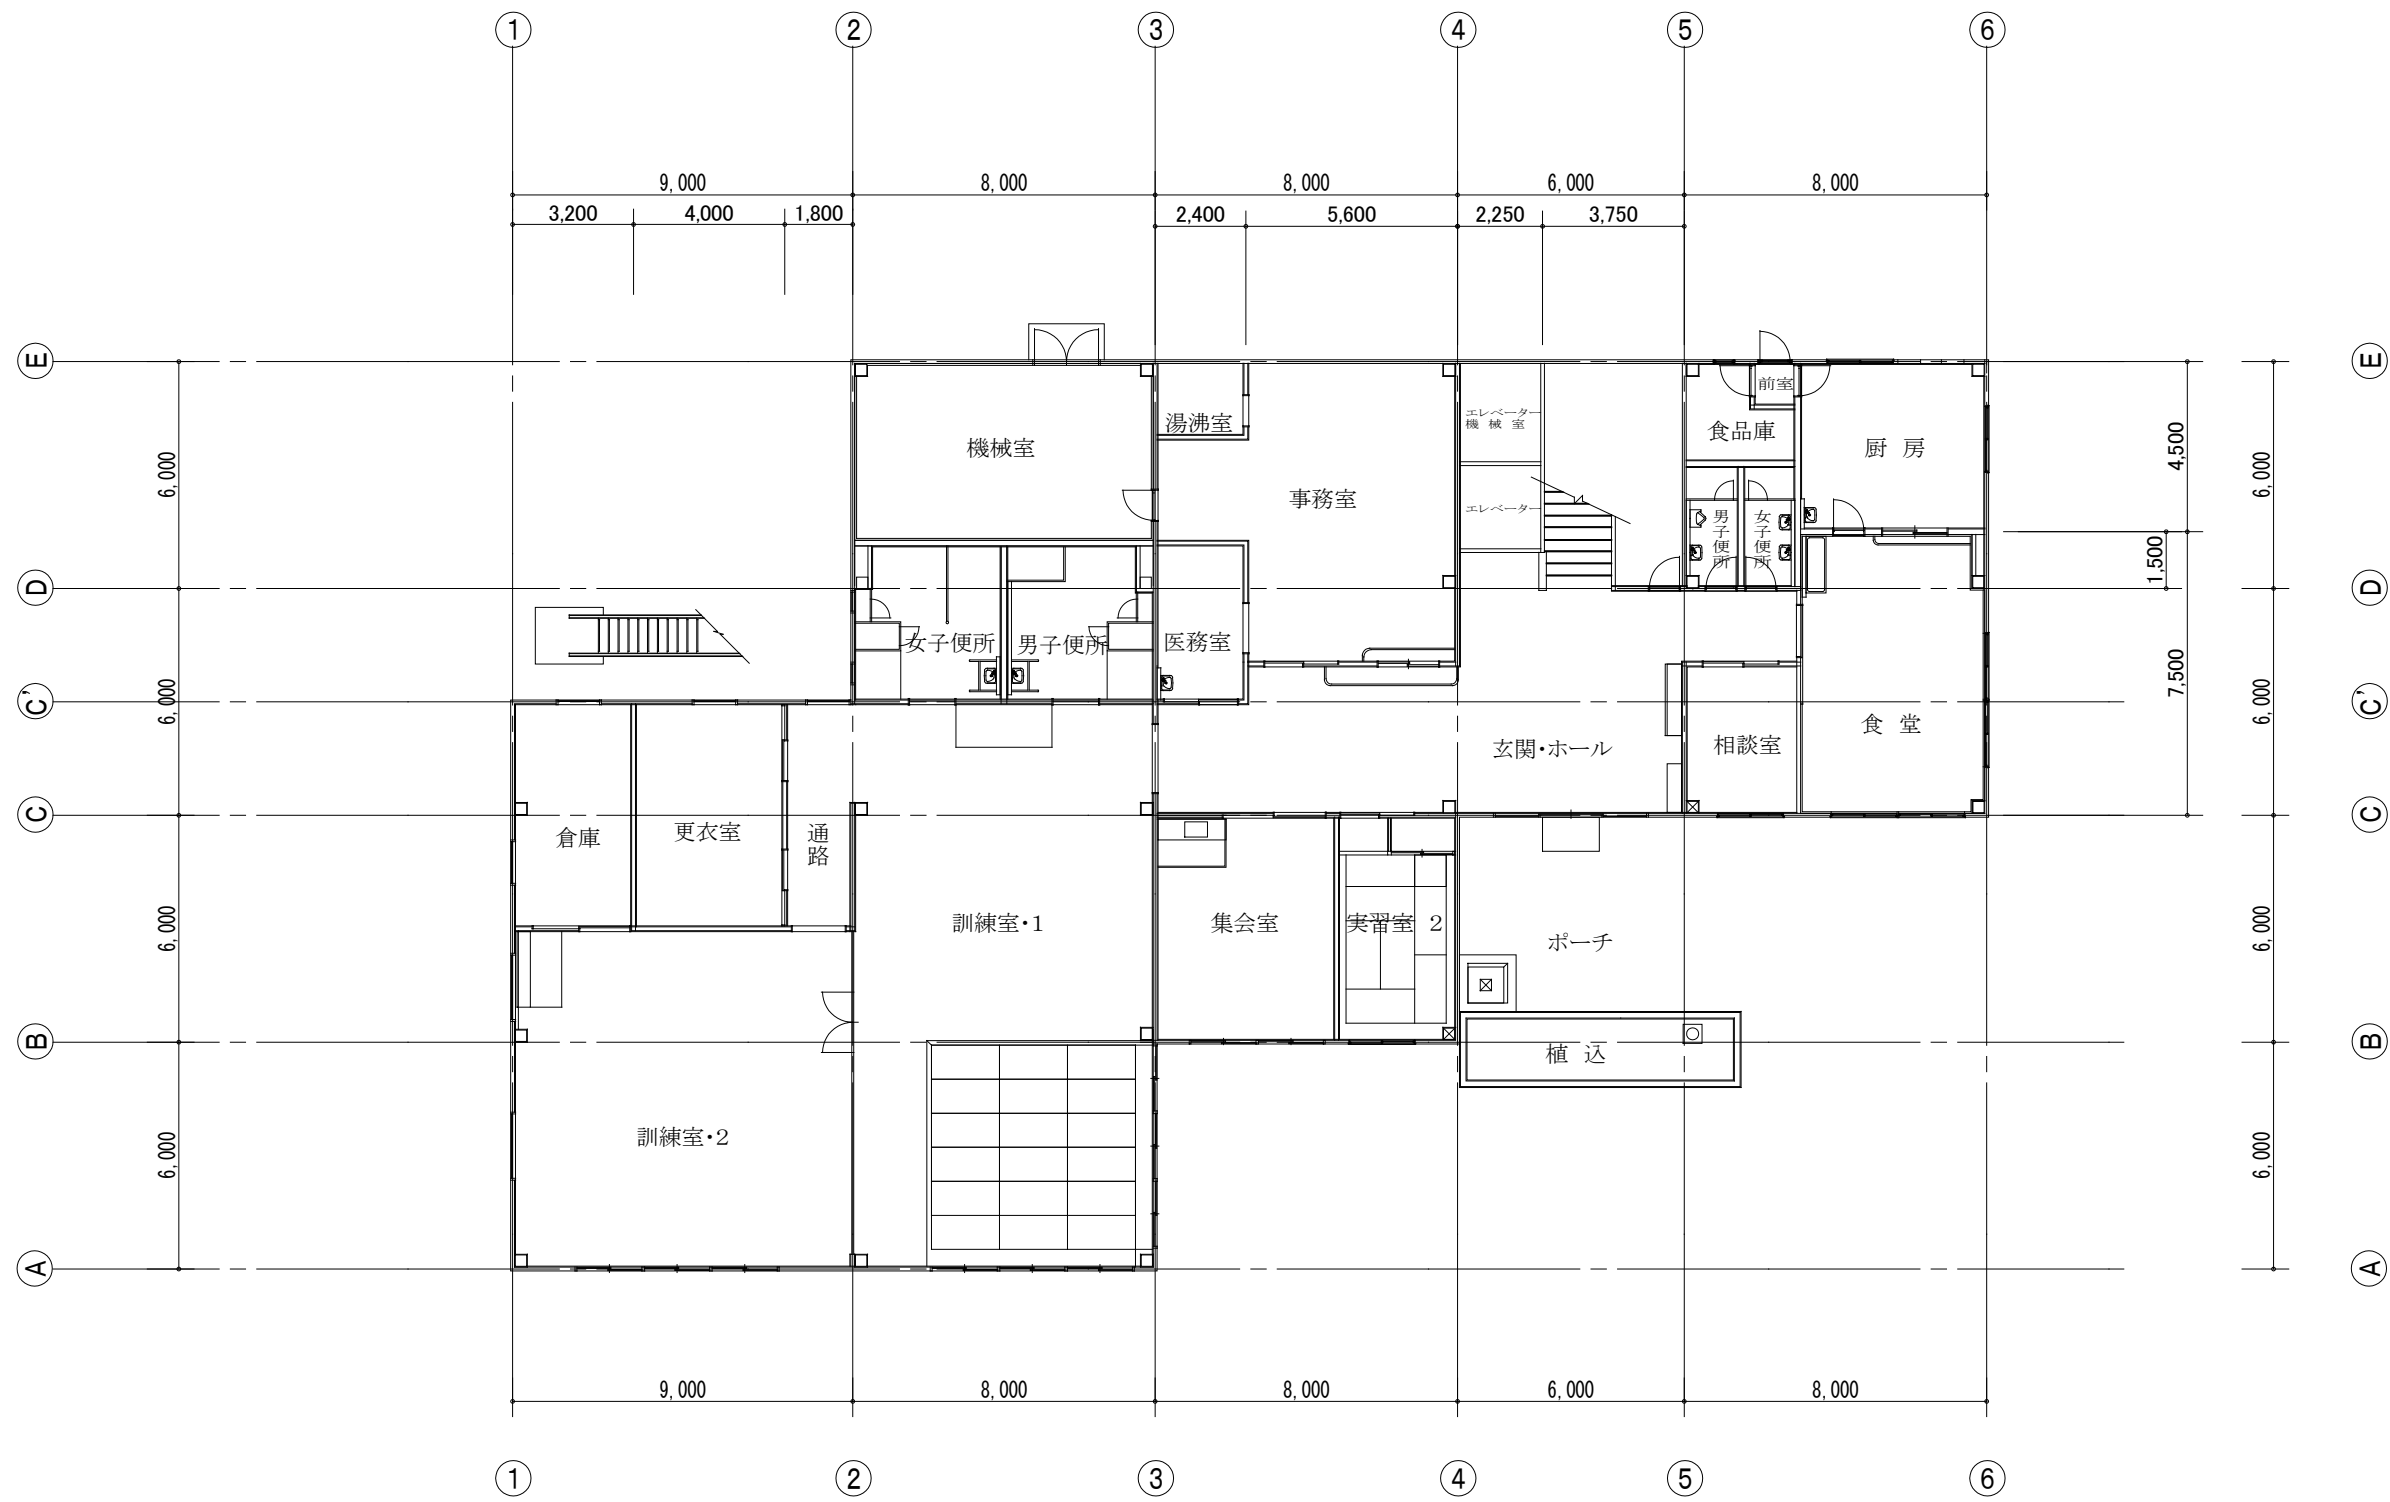 1 2 3 4 5 6
9,000 8,000 8,000 6,000 8,000
3,200 4,000 1,800 2,400 5,600 2,250 3,750
E E
前室
湯沸室
エレベーター
機械室
食品庫
機械室
厨房
4,500
6,000 6,000
事務室
エレベーター
男子便所
女子便所
1,500
D D
女子便所
男子便所
医務室
7,500
C' C'
6,000 6,000
食堂
玄関・ホール
相談室
C C
倉庫
更衣室
通路
訓練室・1
集会室
実習室 2
ポーチ
6,000 6,000
B B
植込
訓練室・2
6,000 6,000
A A
9,000 8,000 8,000 6,000 8,000
1 2 3 4 5 6